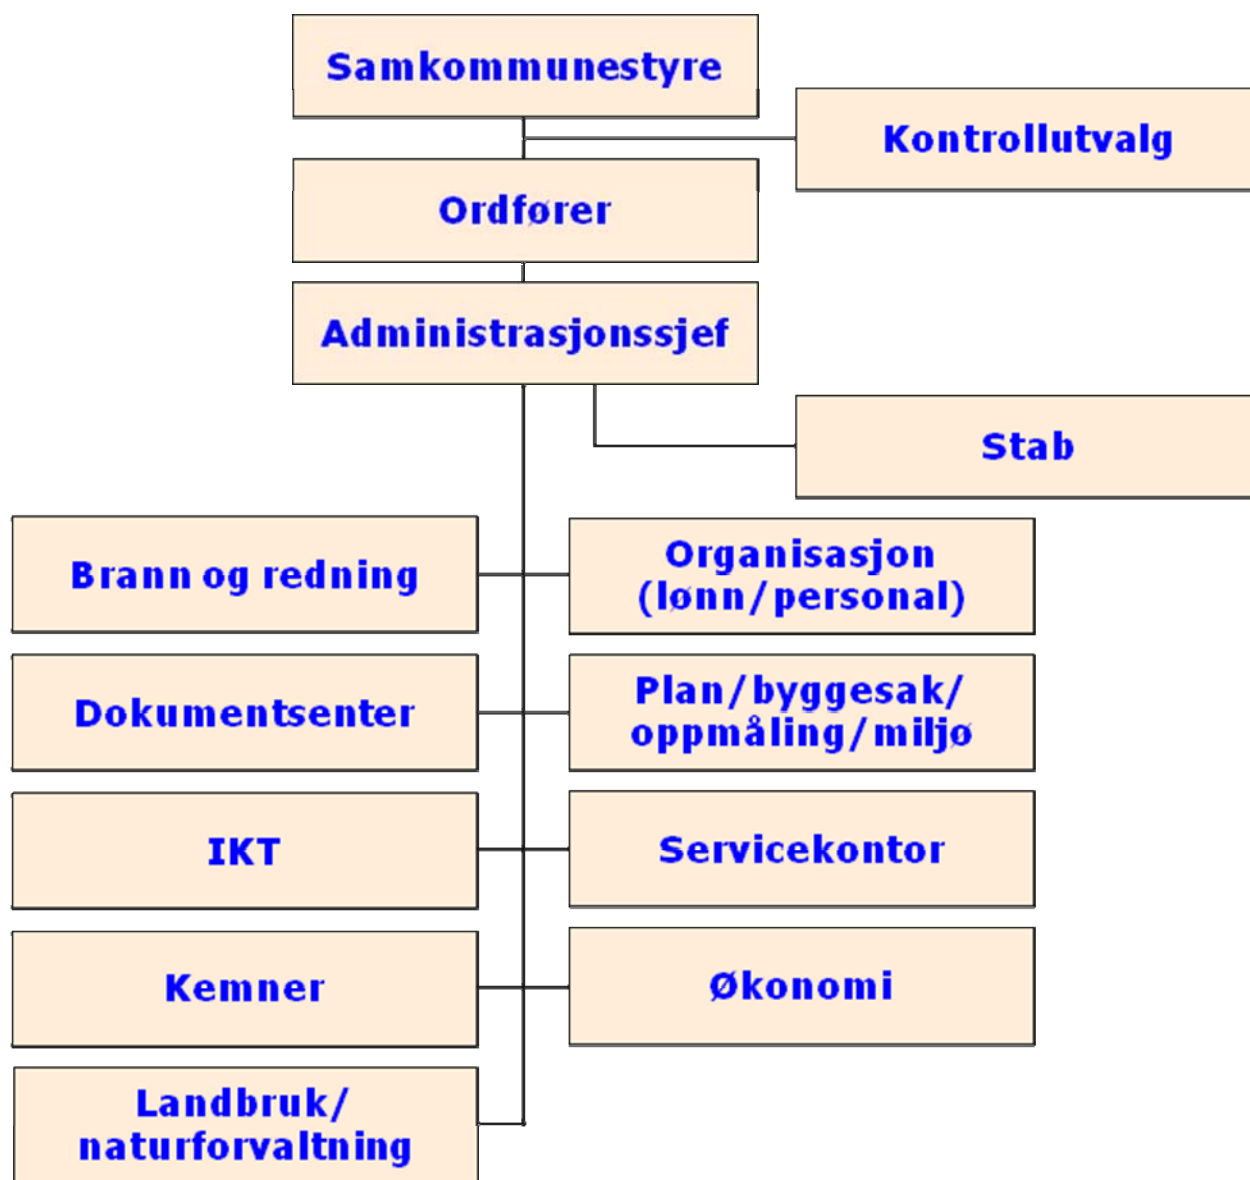 Samkommunestyre
Kontrollutvalg
Ordfører
Administrasjonssjef
Stab
Brann og redning
Organisasjon
(lønn/personal)
Dokumentsenter
Plan/byggesak/
oppmåling/miljø
IKT
Servicekontor
Kemner
Økonomi
Landbruk/
naturforvaltning